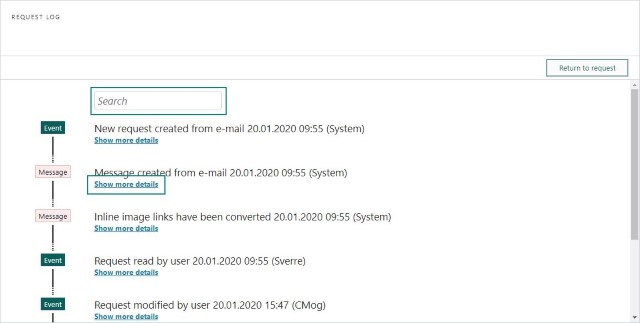 REQUEST LOG
Return to request
Search
Event
New request created from e-mail 20.01.2020 09:55 (System)
Show more details
Message
Message created from e-mail 20.01.2020 09:55 (System)
Show more details
Message
Inline image links have been converted 20.01.2020 09:55 (System)
Show more details
Event
Request read by user 20.01.2020 09:55 (Sverre)
Show more details
Event
Request modified by user 20.01.2020 15:47 (CMog)
Show more details